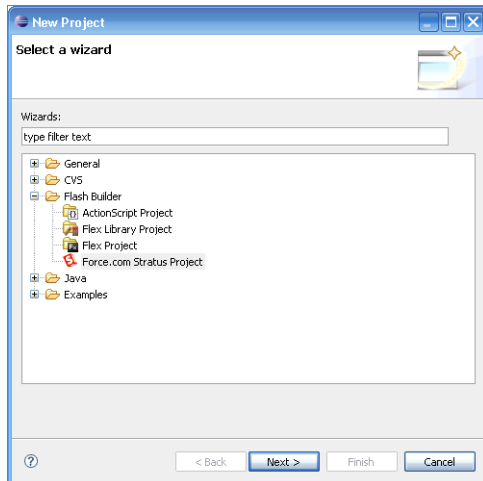 New Project
Select a wizard
Wizards:
type filter text
General
CVS
Flash Builder
ActionScript Project
Flex Library Project
Flex Project
Force.com Stratus Project
Java
Examples
< Back Next > Finish Cancel